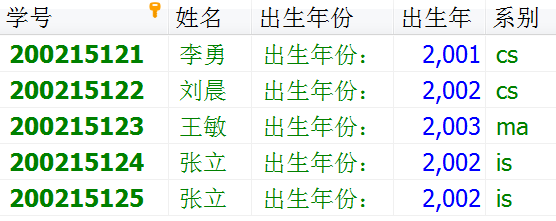 学号 姓名 出生年份 出生年 系别
200215121 李勇 出生年份： 2,001 cs
200215122 刘晨 出生年份： 2,002 cs
200215123 王敏 出生年份： 2,003 ma
200215124 张立 出生年份： 2,002 is
200215125 张立 出生年份： 2,002 is